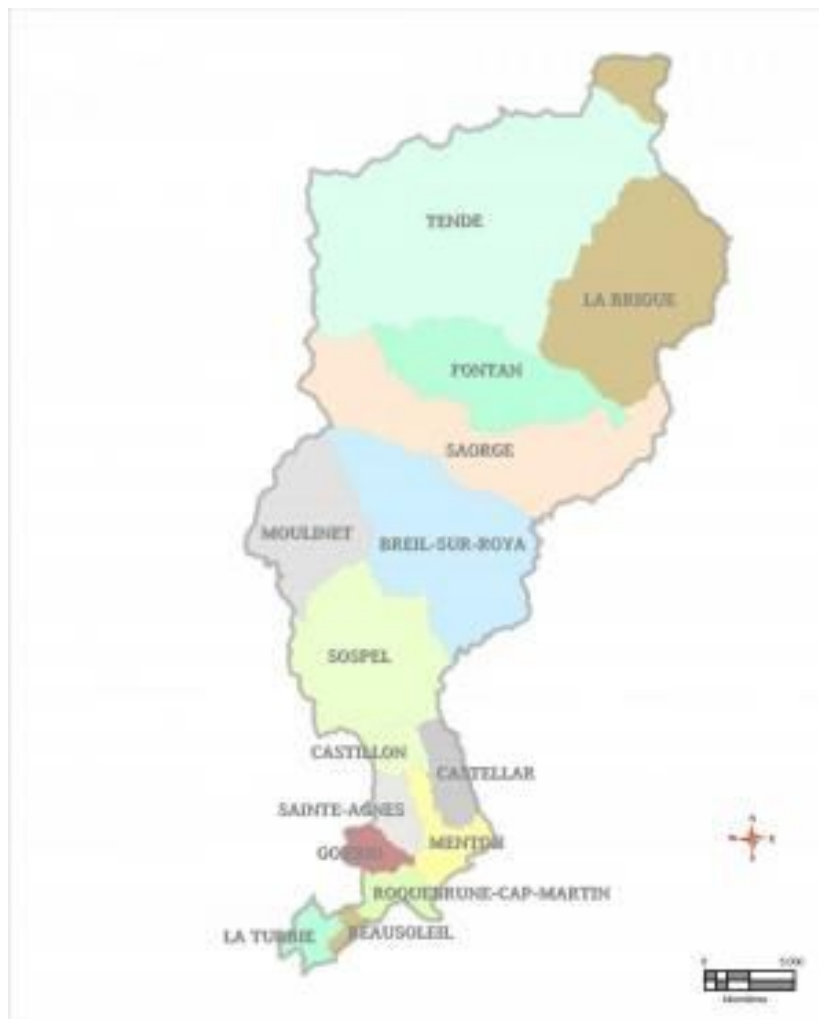 TENDE
LA BRIGUE
FONTAN
SAORGE
MOULINET
BREIL-SUR-ROYA
SOSPEL
CASTILLON
CASTELLAR
SAINTE-AGNES
MENTON
ROQUEBRUNE-CAP-MARTIN
LA TURBIE
BEAUSOLEIL
0